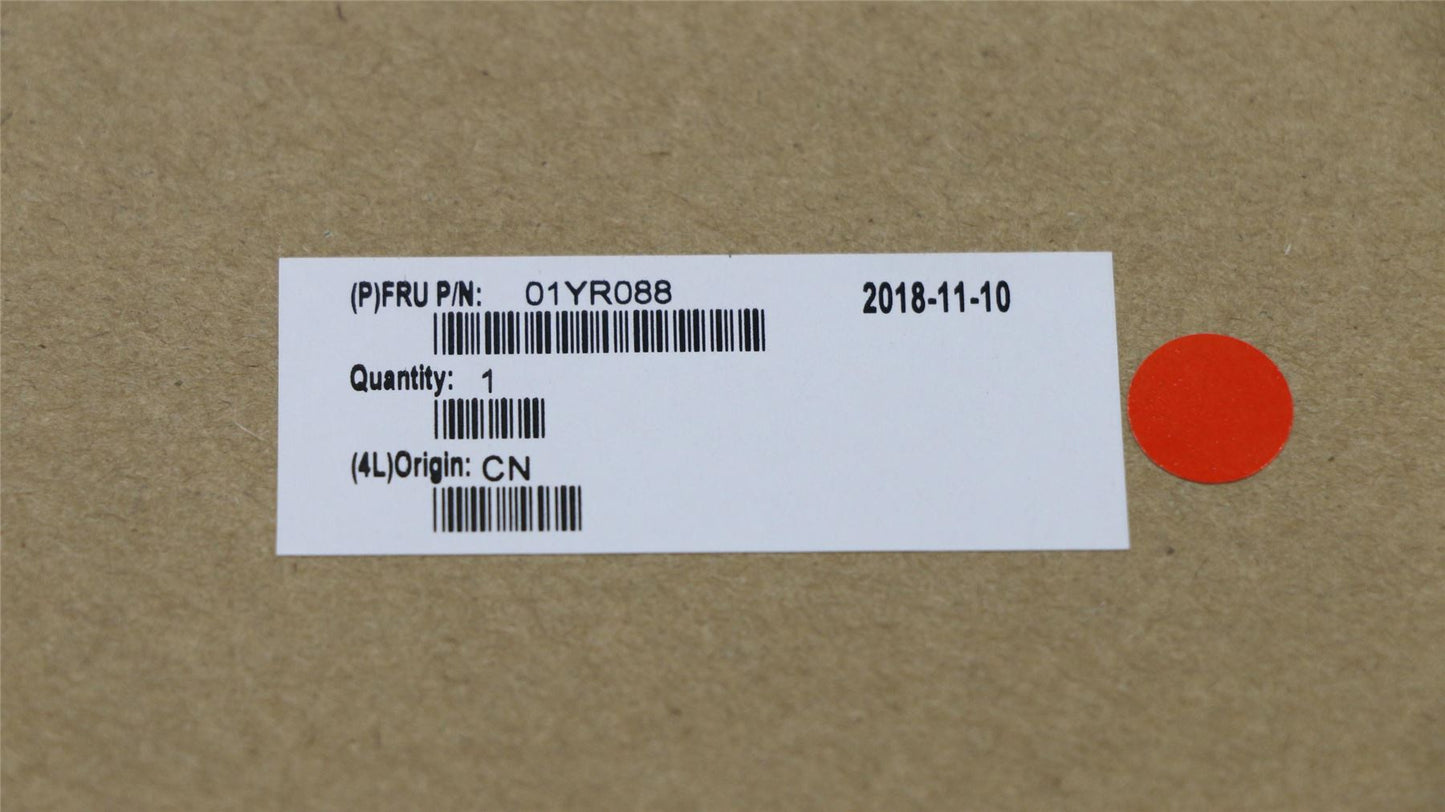 (P)FRU P/N: 01YR088 2018-11-10
Quantity: 1
(4L)Origin: CN